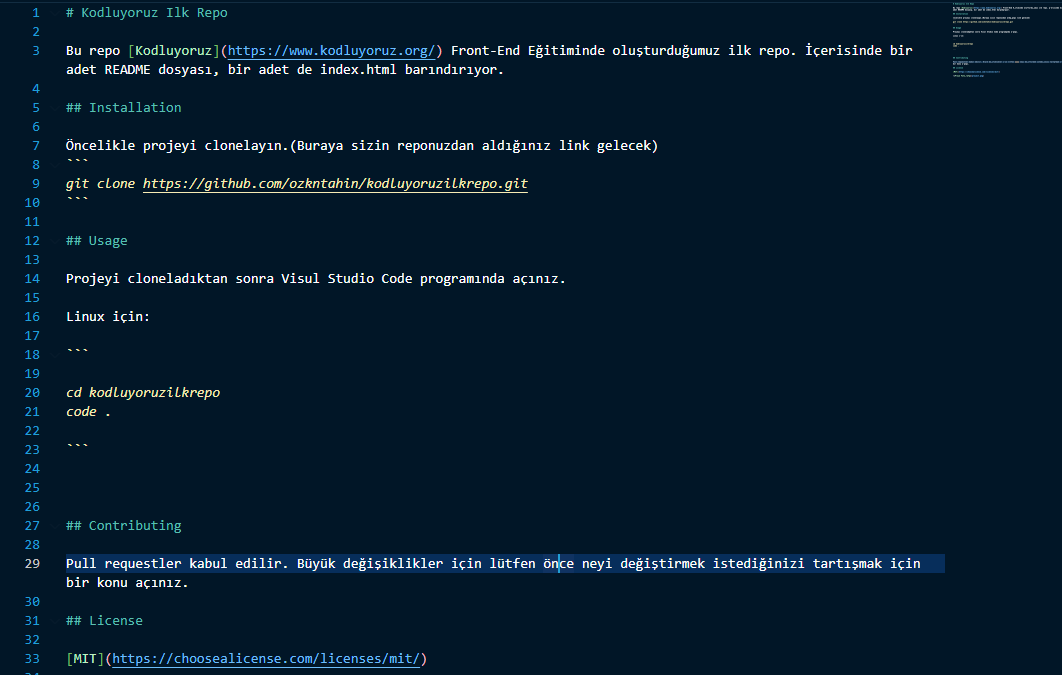 1 # Kodluyoruz Ilk Repo
2
3 Bu repo [Kodluyoruz](https://www.kodluyoruz.org/) Front-End Eğitiminde oluşturduğumuz ilk repo. İçerisinde bir
adet README dosyası, bir adet de index.html barındırıyor.
4
5 ## Installation
6
7 Öncelikle projeyi clonelayın.(Buraya sizin reponuzdan aldığınız link gelecek)
8 ```
9 git clone https://github.com/ozkntahin/kodluyoruzilkrepo.git
10 ```
11
12 ## Usage
13
14 Projeyi cloneladıktan sonra Visul Studio Code programında açınız.
15
16 Linux için:
17
18 ```
19
20 cd kodluyoruzilkrepo
21 code .
22
23 ```
24
25
26
27 ## Contributing
28
29 Pull requestler kabul edilir. Büyük değişiklikler için lütfen önce neyi değiştirmek istediğinizi tartışmak için
bir konu açınız.
30
31 ## License
32
33 [MIT](https://choosealicense.com/licenses/mit/)